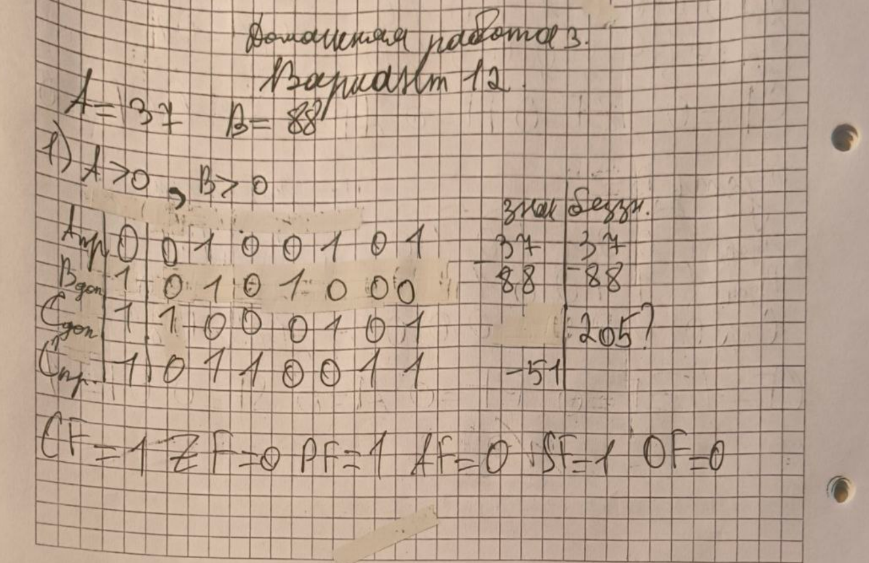 Домашняя работа 3.
Вариант 12.
A = 37 B = 88
1) A > 0, B > 0
знак беззн.
Aпр. 0 0 1 0 0 1 0 1 37 37
Bдоп 1 0 1 0 1 0 0 0 -88 -88
Cдоп 1 1 0 0 0 1 0 1 205?
Cпр. 1 0 1 1 0 0 1 1 -51
CF = 1 ZF = 0 PF = 1 AF = 0 SF = 1 OF = 0